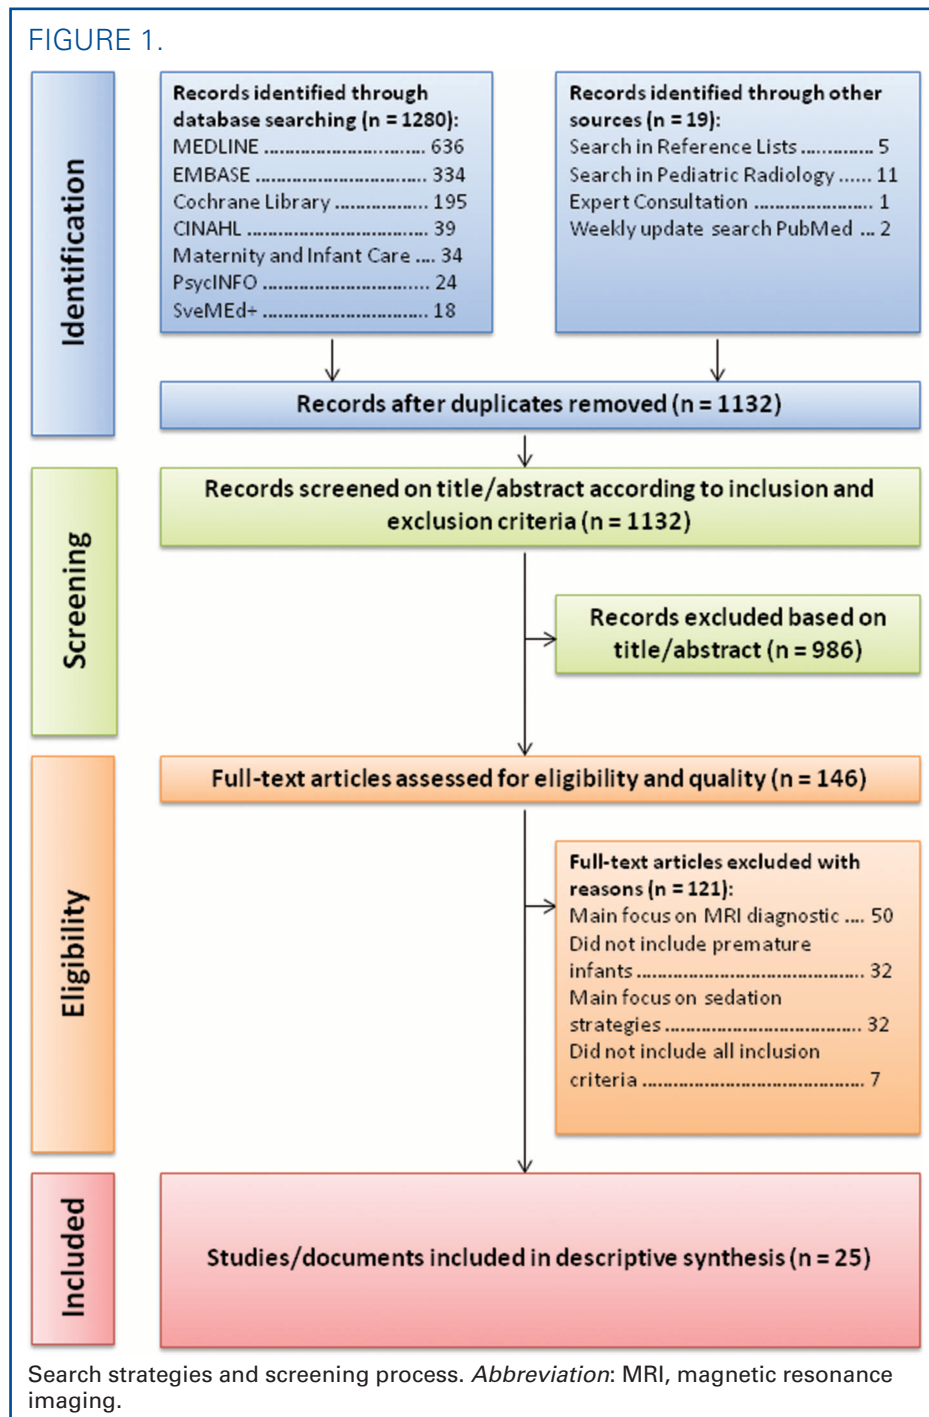 FIGURE 1.
Identification
Records identified through
database searching (n = 1280):
MEDLINE ................................ 636
EMBASE ................................. 334
Cochrane Library .................... 195
CINAHL .................................. 39
Maternity and Infant Care .... 34
PsycINFO ................................ 24
SveMEd+ ................................ 18
Records identified through other
sources (n = 19):
Search in Reference Lists ............. 5
Search in Pediatric Radiology ...... 11
Expert Consultation ..................... 1
Weekly update search PubMed ... 2
Records after duplicates removed (n = 1132)
Screening
Records screened on title/abstract according to inclusion and
exclusion criteria (n = 1132)
Records excluded based on
title/abstract (n = 986)
Eligibility
Full-text articles assessed for eligibility and quality (n = 146)
Full-text articles excluded with
reasons (n = 121):
Main focus on MRI diagnostic .... 50
Did not include premature
infants ........................................... 32
Main focus on sedation
strategies ..................................... 32
Did not include all inclusion
criteria .......................................... 7
Included
Studies/documents included in descriptive synthesis (n = 25)
Search strategies and screening process. Abbreviation: MRI, magnetic resonance
imaging.